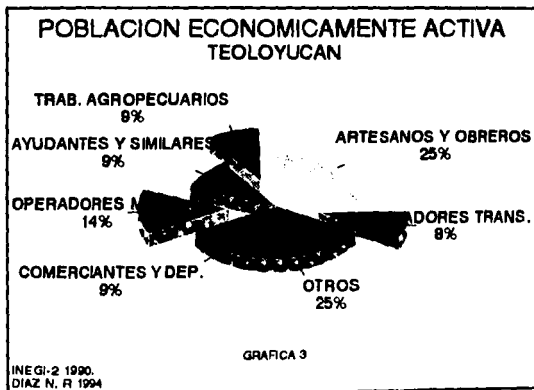 POBLACION ECONOMICAMENTE ACTIVA
TEOLOYUCAN
TRAB. AGROPECUARIOS
9%
AYUDANTES Y SIMILARES
9%
ARTESANOS Y OBREROS
25%
OPERADORES
14%
TRANS.
8%
COMERCIANTES Y DEP.
9%
OTROS
25%
GRAFICA 3
INEGI-2 1990.
DIAZ N. R 1994